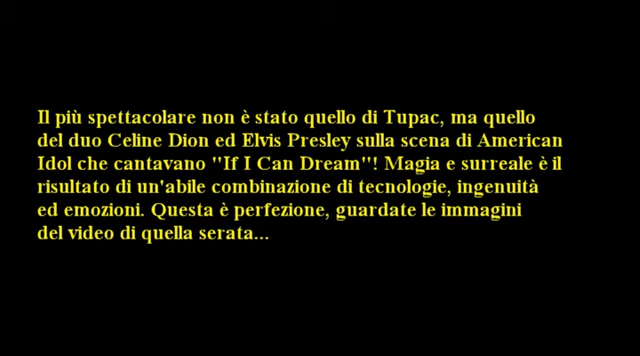 Il più spettacolare non è stato quello di Tupac, ma quello
del duo Celine Dion ed Elvis Presley sulla scena di American
Idol che cantavano "If I Can Dream"! Magia e surreale è il
risultato di un'abile combinazione di tecnologie, ingenuità
ed emozioni. Questa è perfezione, guardate le immagini
del video di quella serata...